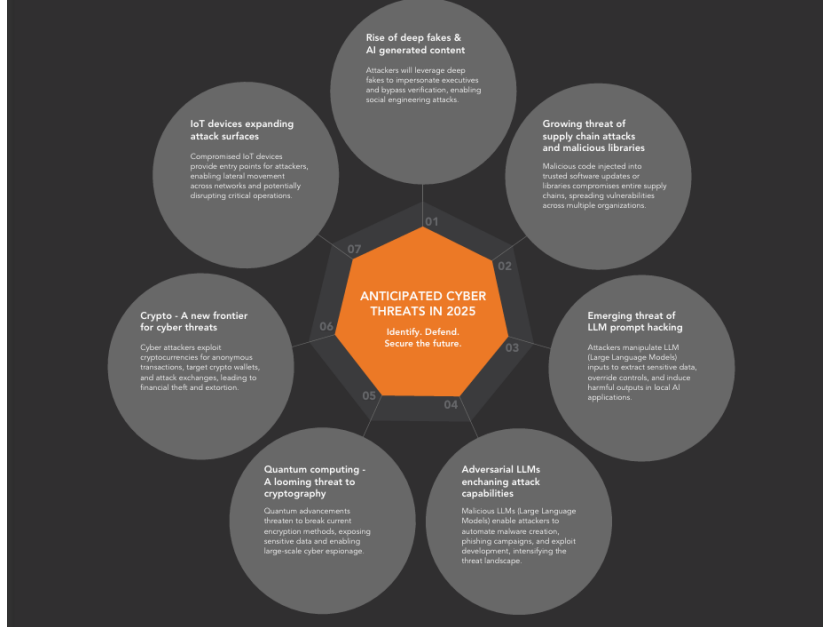 Rise of deep fakes &
AI generated content
Attackers will leverage deep
fakes to impersonate executives
and bypass verification, enabling
social engineering attacks.
IoT devices expanding
attack surfaces
Compromised IoT devices
provide entry points for attackers,
enabling lateral movement
across networks and potentially
disrupting critical operations.
Growing threat of
supply chain attacks
and malicious libraries
Malicious code injected into
trusted software updates or
libraries compromises entire supply
chains, spreading vulnerabilities
across multiple organizations.
01
07
02
ANTICIPATED CYBER
THREATS IN 2025
Identify. Defend.
Secure the future.
06
03
05
04
Crypto - A new frontier
for cyber threats
Cyber attackers exploit
cryptocurrencies for anonymous
transactions, target crypto wallets,
and attack exchanges, leading to
financial theft and extortion.
Emerging threat of
LLM prompt hacking
Attackers manipulate LLM
(Large Language Models)
inputs to extract sensitive data,
override controls, and induce
harmful outputs in local AI
applications.
Quantum computing -
A looming threat to
cryptography
Quantum advancements
threaten to break current
encryption methods, exposing
sensitive data and enabling
large-scale cyber espionage.
Adversarial LLMs
enchaning attack
capabilities
Malicious LLMs (Large Language
Models) enable attackers to
automate malware creation,
phishing campaigns, and exploit
development, intensifying the
threat landscape.